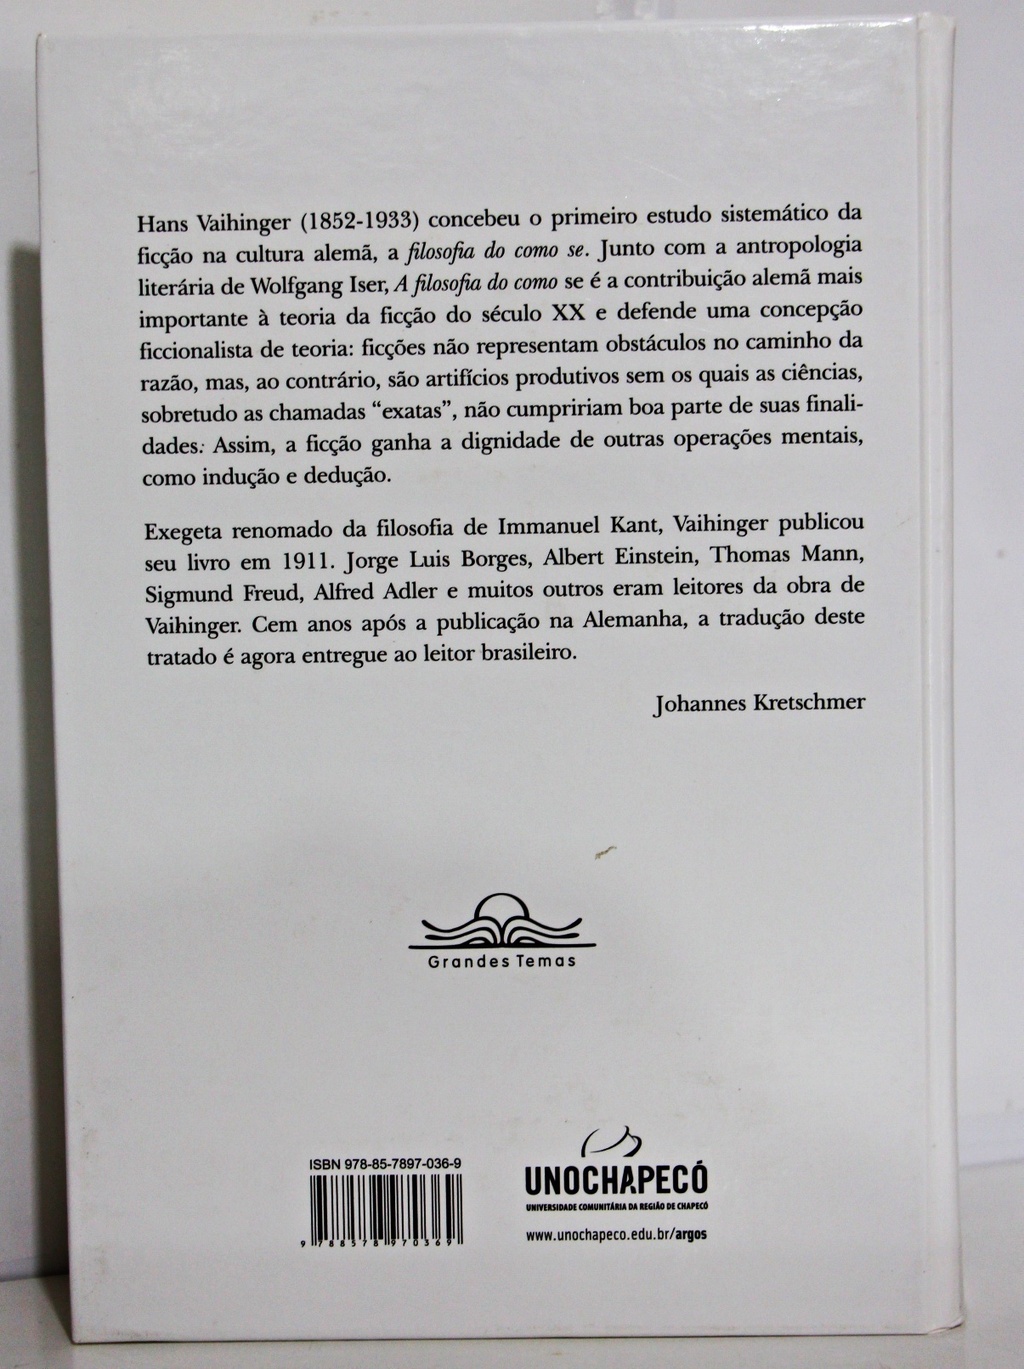 Hans Vaihinger (1852-1933) concebeu o primeiro estudo sistemático da
ficção na cultura alemã, a filosofia do como se. Junto com a antropologia
literária de Wolfgang Iser, A filosofia do como se é a contribuição alemã mais
importante à teoria da ficção do século XX e defende uma concepção
ficcionalista de teoria: ficções não representam obstáculos no caminho da
razão, mas, ao contrário, são artifícios produtivos sem os quais as ciências,
sobretudo as chamadas “exatas”, não cumpririam boa parte de suas finali-
dades. Assim, a ficção ganha a dignidade de outras operações mentais,
como indução e dedução.
Exegeta renomado da filosofia de Immanuel Kant, Vaihinger publicou
seu livro em 1911. Jorge Luis Borges, Albert Einstein, Thomas Mann,
Sigmund Freud, Alfred Adler e muitos outros eram leitores da obra de
Vaihinger. Cem anos após a publicação na Alemanha, a tradução deste
tratado é agora entregue ao leitor brasileiro.
Johannes Kretschmer
Grandes Temas
ISBN 978-85-7897-036-9
9 788578 970369
UNOCHAPECÓ
UNIVERSIDADE COMUNITÁRIA DA REGIÃO DE CHAPECÓ
www.unochapeco.edu.br/argos